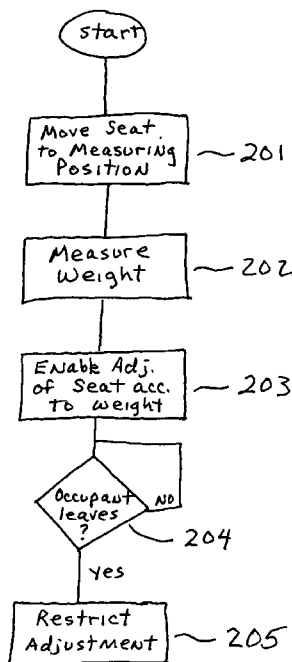 start
Move Seat.
to Measuring
Position
201
Measure
Weight
202
Enable Adj.
of Seat acc.
to weight
203
Occupant
leaves
?
NO
204
yes
Restrict
Adjustment
205